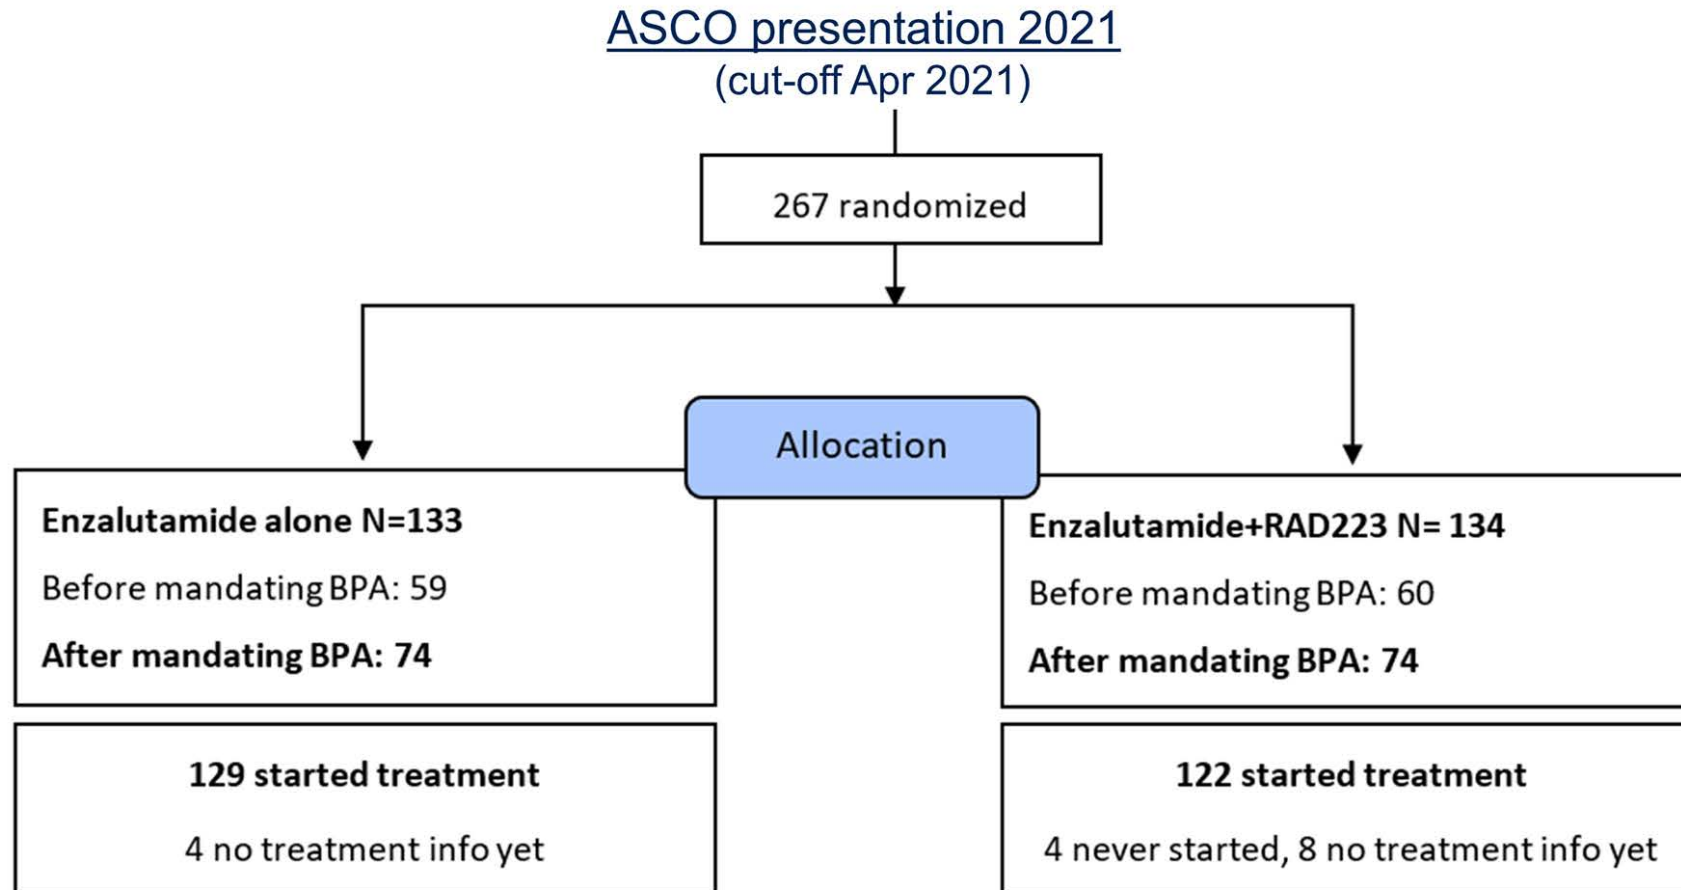 ASCO presentation 2021
(cut-off Apr 2021)
267 randomized
Allocation
Enzalutamide alone N=133
Before mandating BPA: 59
After mandating BPA: 74
Enzalutamide+RAD223 N= 134
Before mandating BPA: 60
After mandating BPA: 74
129 started treatment
4 no treatment info yet
122 started treatment
4 never started, 8 no treatment info yet